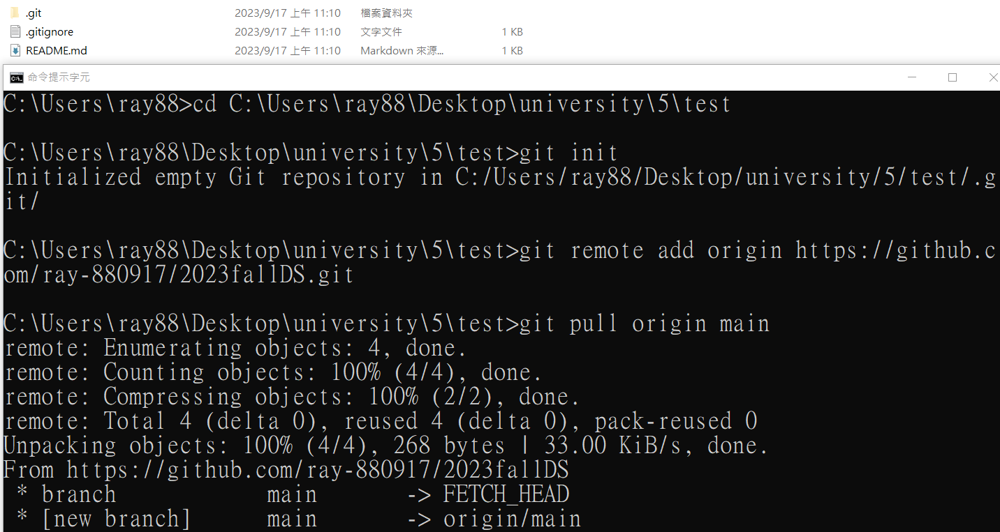 .git 2023/9/17 上午 11:10 檔案資料夾
.gitignore 2023/9/17 上午 11:10 文字文件 1 KB
README.md 2023/9/17 上午 11:10 Markdown 來源... 1 KB
命令提示字元
C:\Users\ray88>cd C:\Users\ray88\Desktop\university\5\test
C:\Users\ray88\Desktop\university\5\test>git init
Initialized empty Git repository in C:/Users/ray88/Desktop/university/5/test/.g
it/
C:\Users\ray88\Desktop\university\5\test>git remote add origin https://github.c
om/ray-880917/2023fallDS.git
C:\Users\ray88\Desktop\university\5\test>git pull origin main
remote: Enumerating objects: 4, done.
remote: Counting objects: 100% (4/4), done.
remote: Compressing objects: 100% (2/2), done.
remote: Total 4 (delta 0), reused 4 (delta 0), pack-reused 0
Unpacking objects: 100% (4/4), 268 bytes | 33.00 KiB/s, done.
From https://github.com/ray-880917/2023fallDS
 * branch            main       -> FETCH_HEAD
 * [new branch]      main       -> origin/main